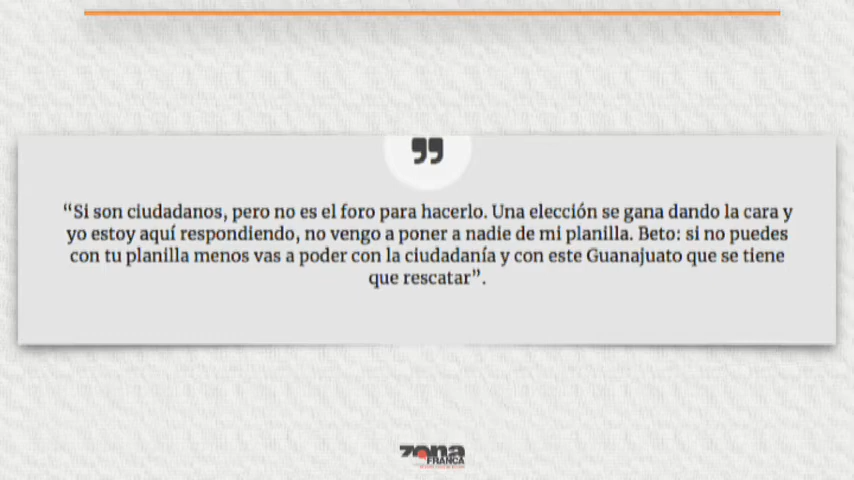 ”
“Si son ciudadanos, pero no es el foro para hacerlo. Una elección se gana dando la cara y
yo estoy aquí respondiendo, no vengo a poner a nadie de mi planilla. Beto: si no puedes
con tu planilla menos vas a poder con la ciudadanía y con este Guanajuato que se tiene
que rescatar”.
zona
FRANCA